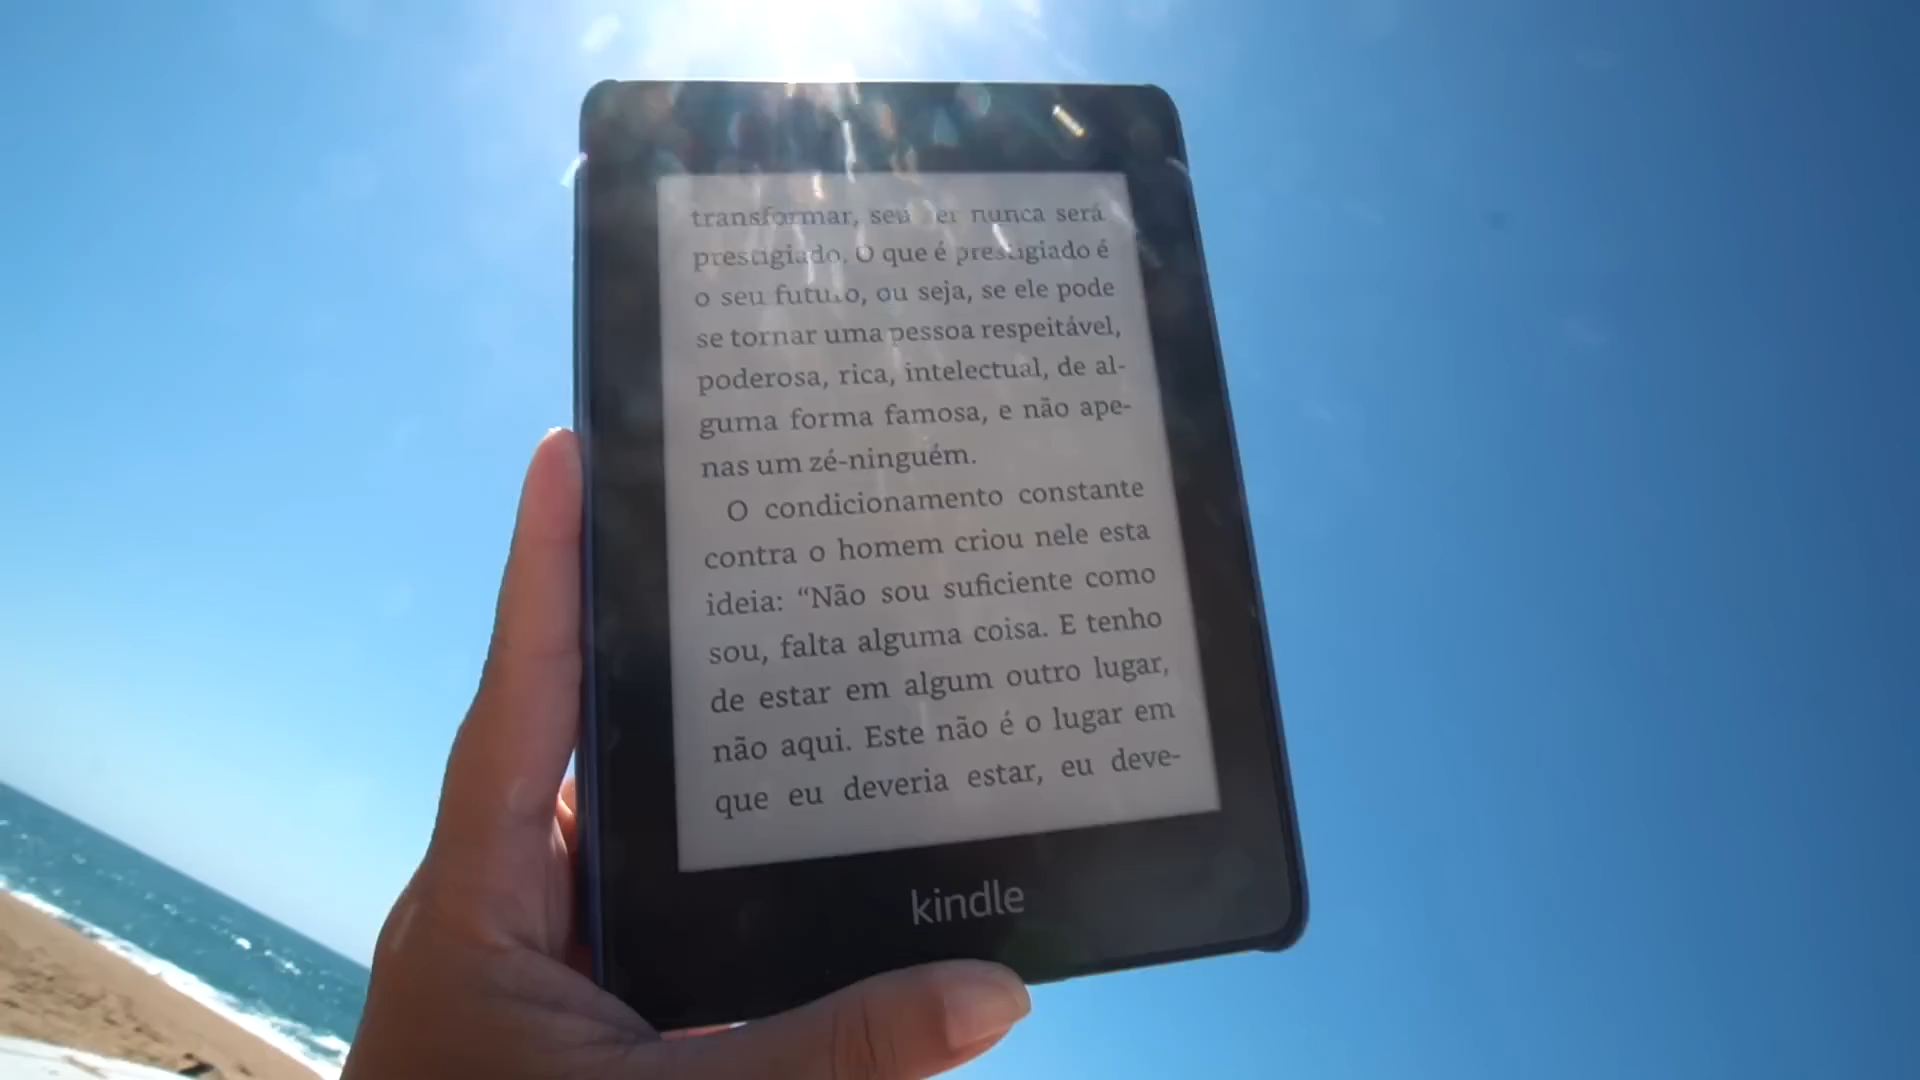 transformar, seu ser nunca será
prestigiado. O que é prestigiado é
o seu futuro, ou seja, se ele pode
se tornar uma pessoa respeitável,
poderosa, rica, intelectual, de al-
guma forma famosa, e não ape-
nas um zé-ninguém.
O condicionamento constante
contra o homem criou nele esta
ideia: “Não sou suficiente como
sou, falta alguma coisa. E tenho
de estar em algum outro lugar,
não aqui. Este não é o lugar em
que eu deveria estar, eu deve-
kindle